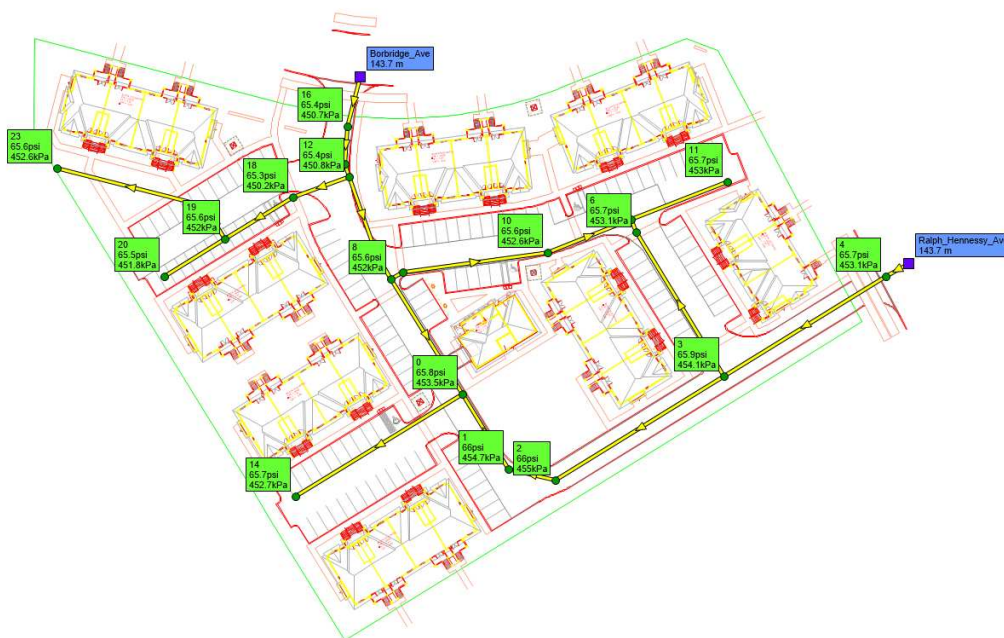 Borbridge_Ave
143.7 m
16
65.4psi
450.7kPa
12
65.4psi
450.8kPa
23
65.6psi
452.6kPa
18
65.3psi
450.2kPa
11
65.7psi
453kPa
19
65.6psi
452kPa
6
65.7psi
453.1kPa
10
65.6psi
452.6kPa
20
65.5psi
451.8kPa
8
65.6psi
452kPa
4
65.7psi
453.1kPa
Ralph_Hennessy_Ave
143.7 m
0
65.8psi
453.5kPa
3
65.9psi
454.1kPa
1
66psi
454.7kPa
2
66psi
455kPa
14
65.7psi
452.7kPa